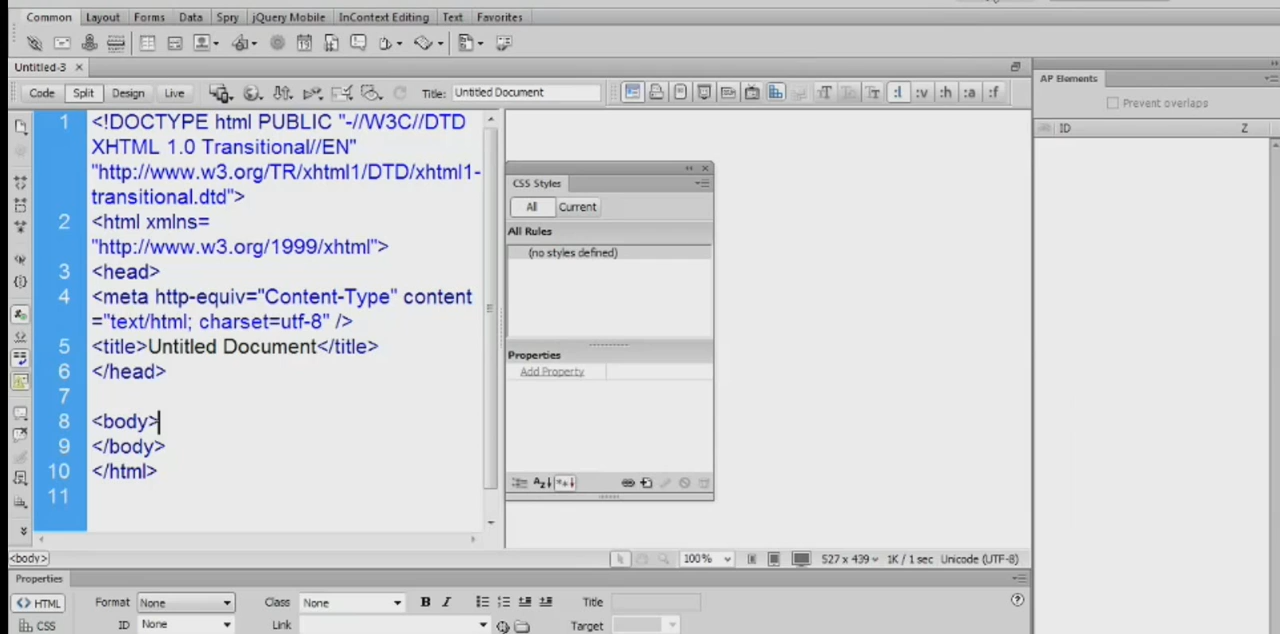 Common Layout Forms Data Spry jQuery Mobile InContext Editing Text Favorites
Untitled-3 ×
Code Split Design Live Title: Untitled Document :l :v :h :a :f
AP Elements
Prevent overlaps
ID Z
1 <!DOCTYPE html PUBLIC "-//W3C//DTD
XHTML 1.0 Transitional//EN"
"http://www.w3.org/TR/xhtml1/DTD/xhtml1-
transitional.dtd">
2 <html xmlns=
"http://www.w3.org/1999/xhtml">
3 <head>
4 <meta http-equiv="Content-Type" content
="text/html; charset=utf-8" />
5 <title>Untitled Document</title>
6 </head>
7
8 <body>
9 </body>
10 </html>
11
CSS Styles
All Current
All Rules
(no styles defined)
Properties
Add Property
<body> 100% 527 x 439 1K / 1 sec Unicode (UTF-8)
Properties
<> HTML Format None Class None B I Title
CSS ID None Link Target